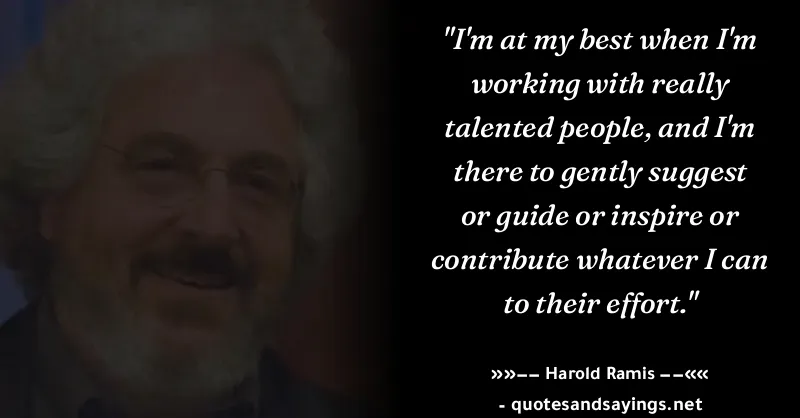 "I'm at my best when I'm
working with really
talented people, and I'm
there to gently suggest
or guide or inspire or
contribute whatever I can
to their effort."
»»−− Harold Ramis −−««
- quotesandsayings.net